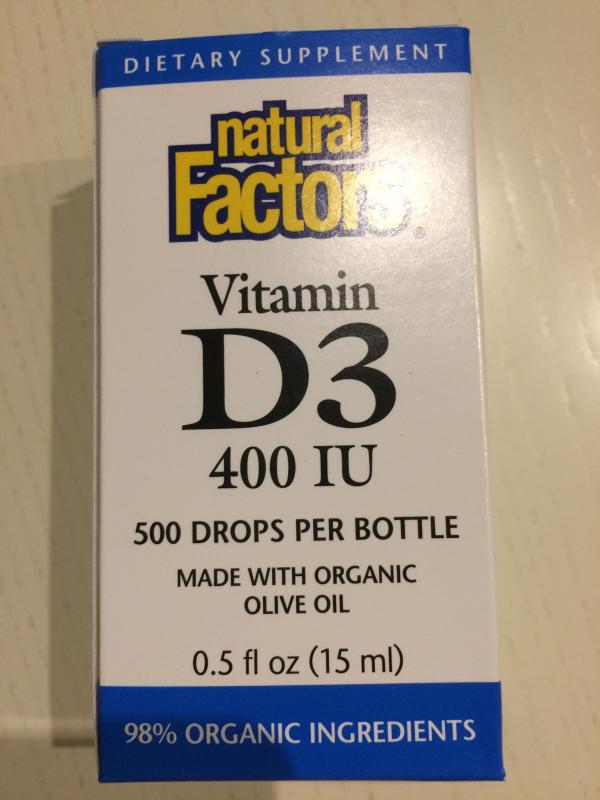 DIETARY SUPPLEMENT
natural
Factors®
Vitamin
D3
400 IU
500 DROPS PER BOTTLE
MADE WITH ORGANIC
OLIVE OIL
0.5 fl oz (15 ml)
98% ORGANIC INGREDIENTS